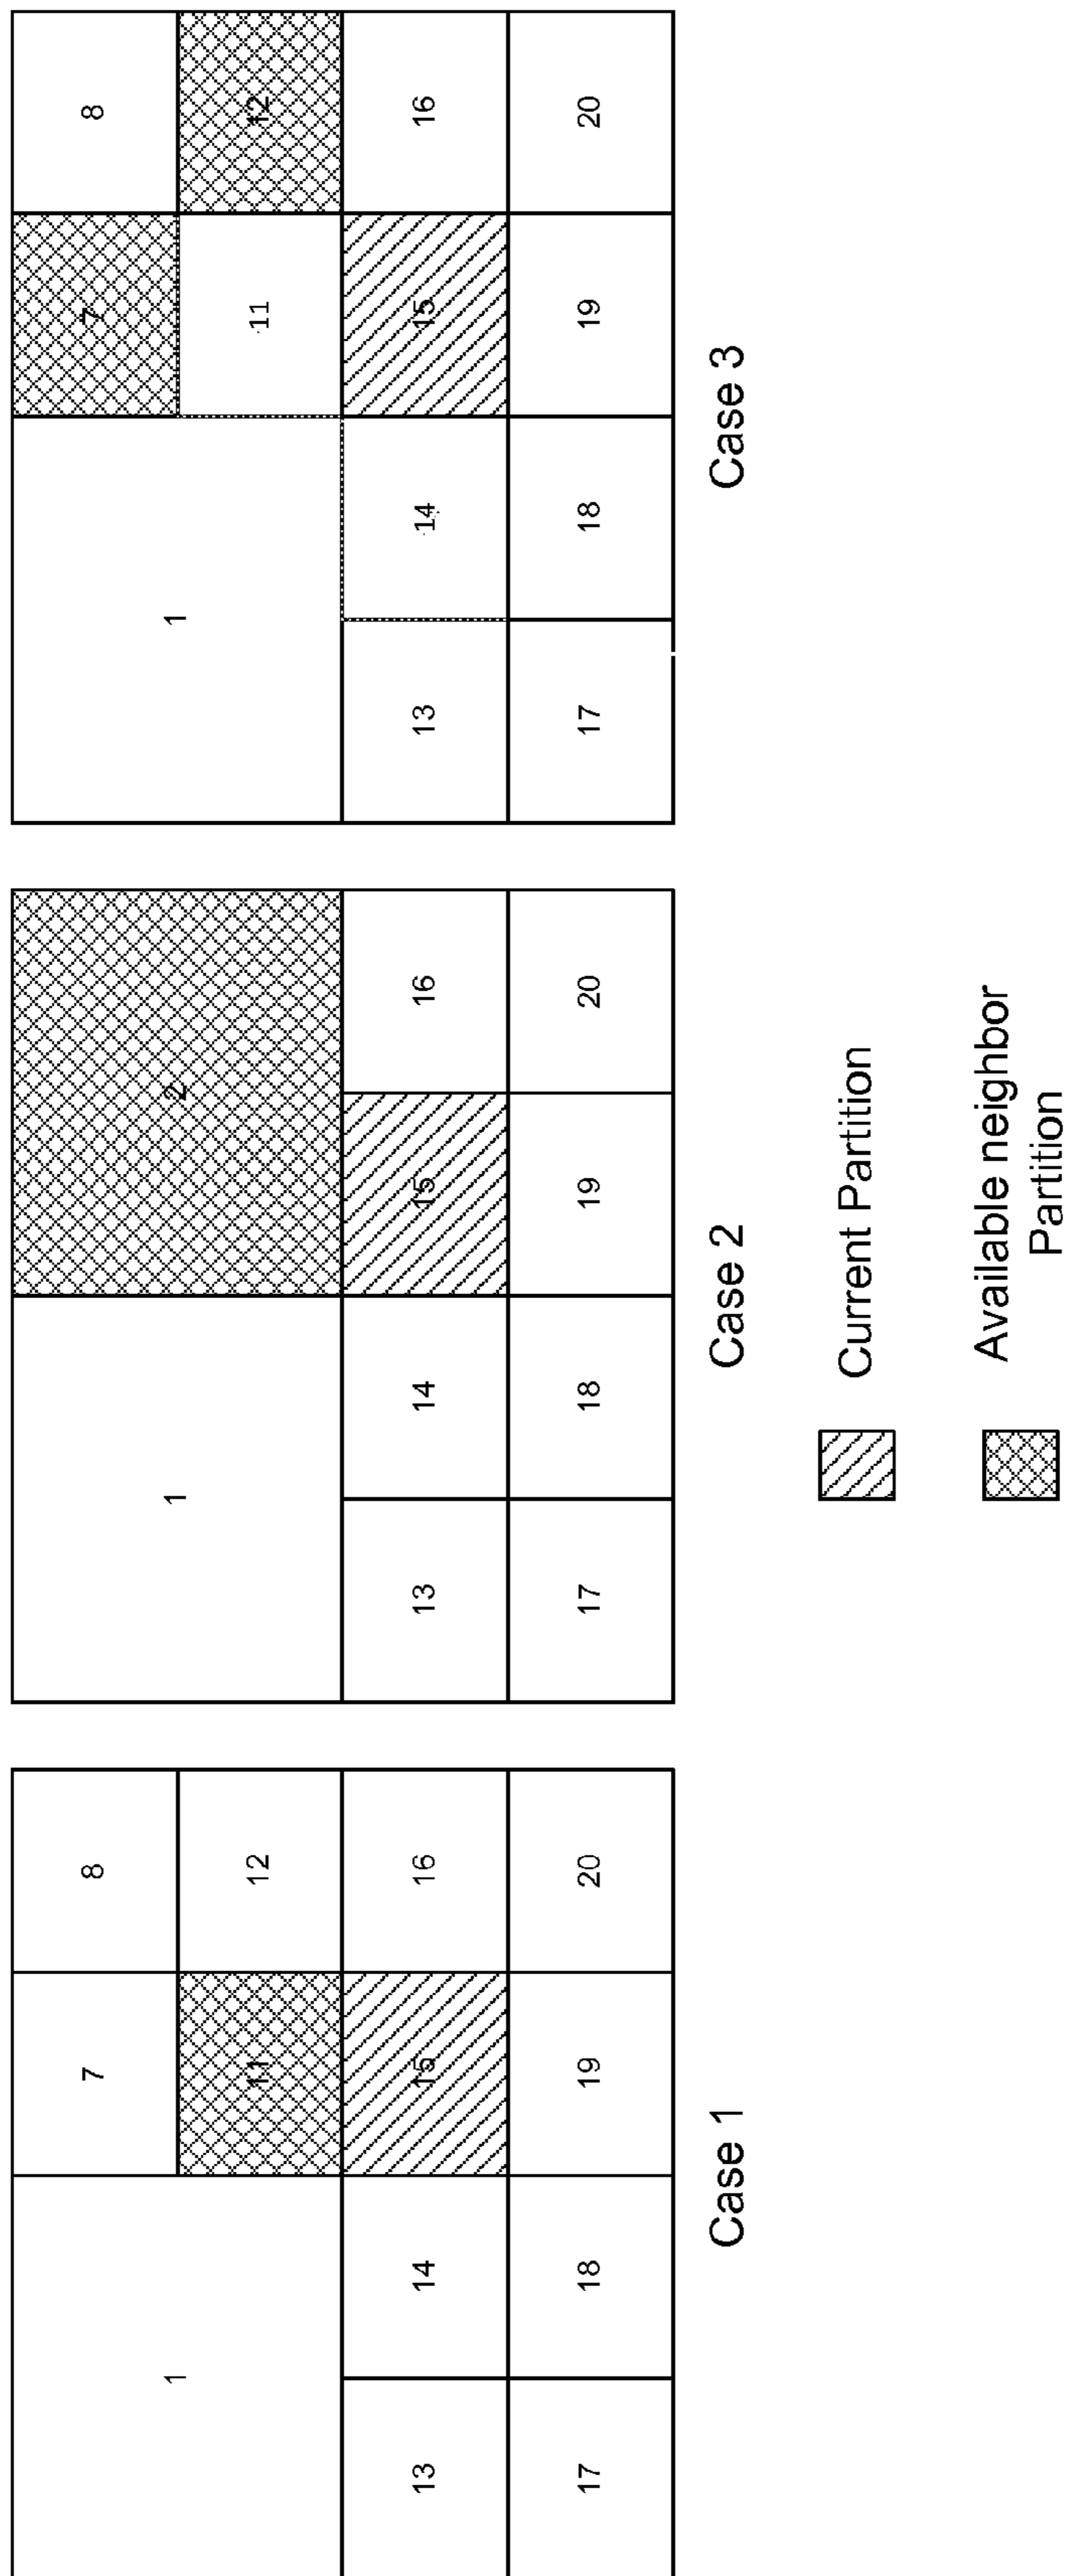 7 8
1
11 12
13 14 15 16
17 18 19 20
Case 1
1 2
13 14 15 16
17 18 19 20
Case 2
7 8
1
11 12
13 14 15 16
17 18 19 20
Case 3
Current Partition
Available neighbor
Partition